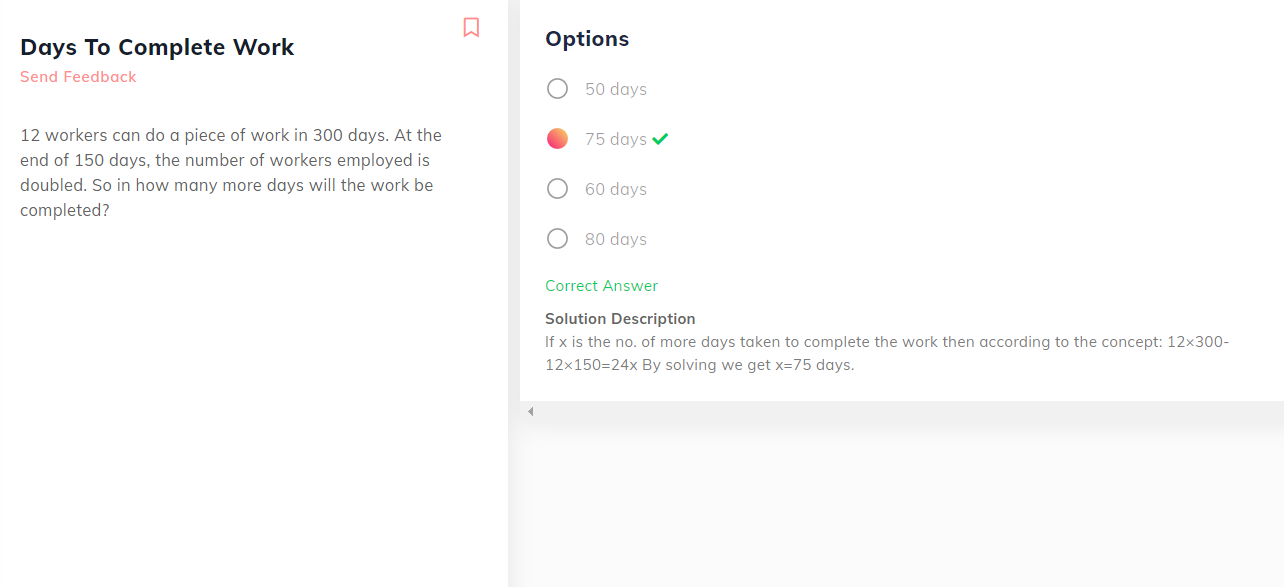 Days To Complete Work
Send Feedback
12 workers can do a piece of work in 300 days. At the
end of 150 days, the number of workers employed is
doubled. So in how many more days will the work be
completed?
Options
50 days
75 days
60 days
80 days
Correct Answer
Solution Description
If x is the no. of more days taken to complete the work then according to the concept: 12×300-
12×150=24x By solving we get x=75 days.